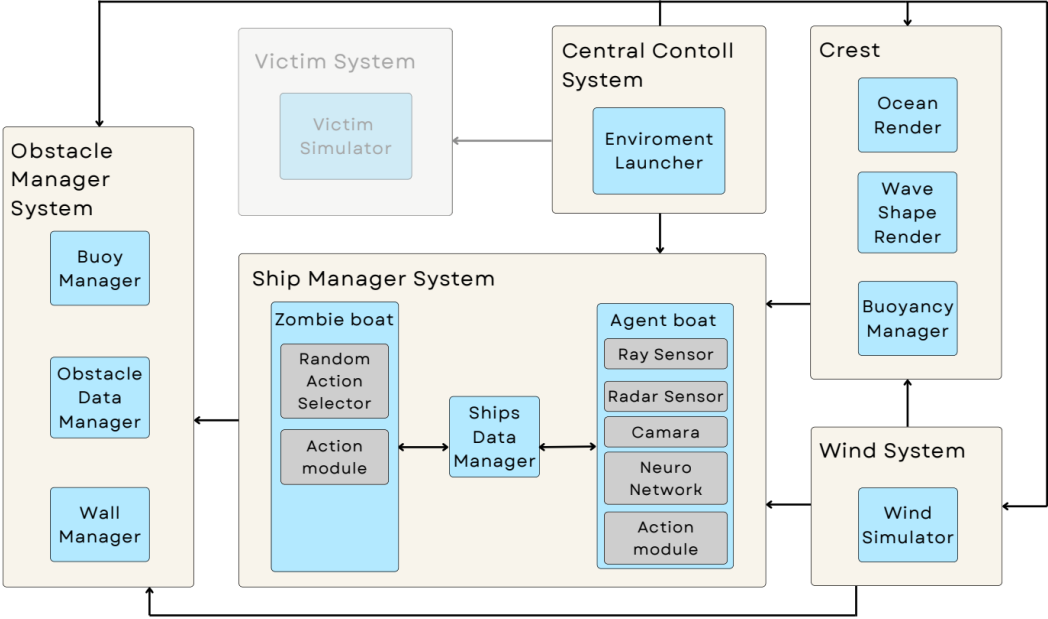 Victim System
Victim
Simulator
Central Contoll
System
Enviroment
Launcher
Crest
Ocean
Render
Wave
Shape
Render
Buoyancy
Manager
Obstacle
Manager
System
Buoy
Manager
Obstacle
Data
Manager
Wall
Manager
Ship Manager System
Zombie boat
Random
Action
Selector
Action
module
Ships
Data
Manager
Agent boat
Ray Sensor
Radar Sensor
Camara
Neuro
Network
Action
module
Wind System
Wind
Simulator